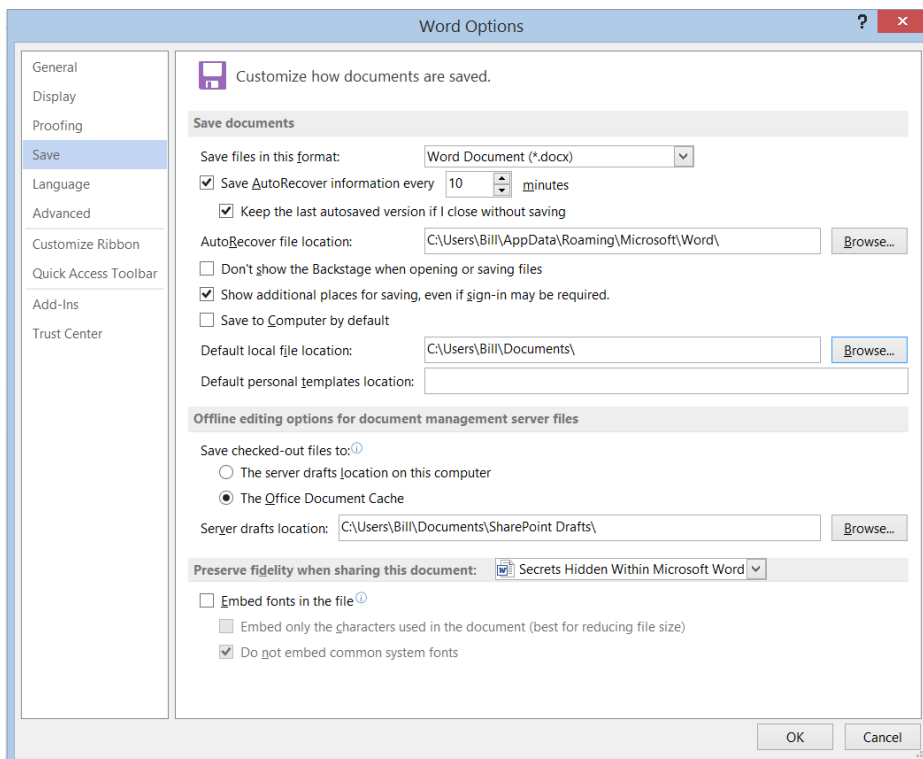 Word Options
?
x
General
Display
Proofing
Save
Language
Advanced
Customize Ribbon
Quick Access Toolbar
Add-Ins
Trust Center
Customize how documents are saved.
Save documents
Save files in this format: Word Document (*.docx)
Save AutoRecover information every 10 minutes
Keep the last autosaved version if I close without saving
AutoRecover file location: C:\Users\Bill\AppData\Roaming\Microsoft\Word\ Browse...
Don't show the Backstage when opening or saving files
Show additional places for saving, even if sign-in may be required.
Save to Computer by default
Default local file location: C:\Users\Bill\Documents\ Browse...
Default personal templates location:
Offline editing options for document management server files
Save checked-out files to:
The server drafts location on this computer
The Office Document Cache
Server drafts location: C:\Users\Bill\Documents\SharePoint Drafts\ Browse...
Preserve fidelity when sharing this document: Secrets Hidden Within Microsoft Word
Embed fonts in the file
Embed only the characters used in the document (best for reducing file size)
Do not embed common system fonts
OK Cancel